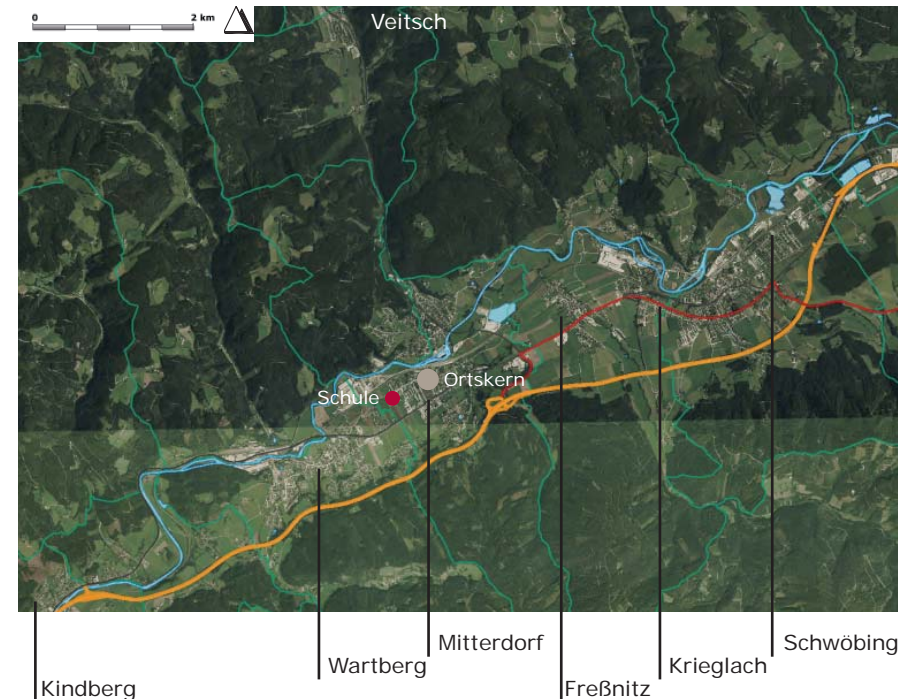 0 2 km
Veitsch
Ortskern
Schule
Mitterdorf
Schwöbing
Wartberg
Krieglach
Kindberg
Freßnitz